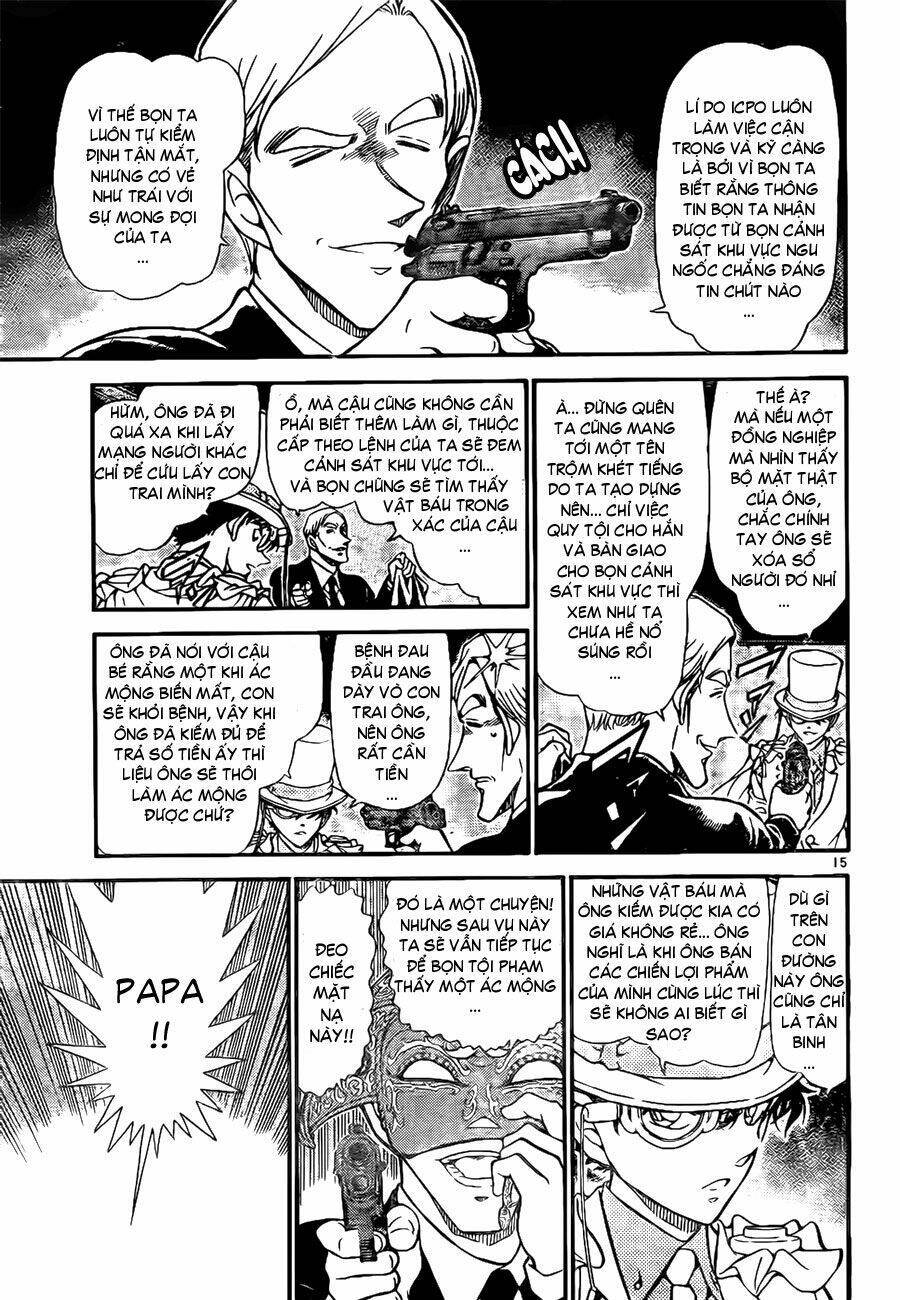 LÍ DO ICPO LUÔN
LÀM VIỆC CẨN
TRỌNG VÀ KỸ CÀNG
LÀ BỞI VÌ BỌN TA
BIẾT RẰNG THÔNG
TIN BỌN TA NHẬN
ĐƯỢC TỪ BỌN CẢNH
SÁT KHU VỰC NGU
NGỐC CHẲNG ĐÁNG
TIN CHÚT NÀO
...
CÁCH
VÌ THẾ BỌN TA
LUÔN TỰ KIỂM
ĐỊNH TẬN MẮT,
NHƯNG CÓ VẺ
NHƯ TRÁI VỚI
SỰ MONG ĐỢI
CỦA TA
...
THẾ À?
MÀ NẾU MỘT
ĐỒNG NGHIỆP
MÀ NHÌN THẤY
BỘ MẶT THẬT
CỦA ÔNG,
CHẮC CHÍNH
TAY ÔNG SẼ
XÓA SỔ
NGƯỜI ĐÓ NHỈ
...
À... ĐỪNG QUÊN
TA CŨNG MANG
TỚI MỘT TÊN
TRỘM KHÉT TIẾNG
DO TA TẠO DỰNG
NÊN... CHỈ VIỆC
QUY TỘI CHO HẮN
VÀ BÀN GIAO
CHO BỌN CẢNH
SÁT KHU VỰC THÌ
XEM NHƯ TA
CHƯA HỀ NỔ
SÚNG RỒI
...
Ồ, MÀ CẬU CŨNG KHÔNG CẦN
PHẢI BIẾT THÊM LÀM GÌ, THUỘC
CẤP THEO LỆNH CỦA TA SẼ ĐEM
CẢNH SÁT KHU VỰC TỚI...
VÀ BỌN CHÚNG SẼ TÌM THẤY
VẬT BÁU TRONG
XÁC CỦA CẬU
...
HỪM, ÔNG ĐÃ ĐI
QUÁ XA KHI LẤY
MẠNG NGƯỜI KHÁC
CHỈ ĐỂ CỨU LẤY CON
TRAI MÌNH?
BỆNH ĐAU
ĐẦU ĐANG
DÀY VÒ CON
TRAI ÔNG,
NÊN ÔNG
RẤT CẦN
TIỀN
...
ÔNG ĐÃ NÓI VỚI CẬU
BÉ RẰNG MỘT KHI ÁC
MỘNG BIẾN MẤT, CON
SẼ KHỎI BỆNH, VẬY KHI
ÔNG ĐÃ KIẾM ĐỦ ĐỂ
TRẢ SỐ TIỀN ẤY THÌ
LIỆU ÔNG SẼ THÔI
LÀM ÁC MỘNG
ĐƯỢC CHỨ?
15
DÙ GÌ
TRÊN
CON
ĐƯỜNG
NÀY ÔNG
CŨNG CHỈ
LÀ TÂN
BINH
NHỮNG VẬT BÁU MÀ
ÔNG KIẾM ĐƯỢC KIA CÓ
GIÁ KHÔNG RẺ... ÔNG
NGHĨ LÀ KHI ÔNG BÁN
CÁC CHIẾN LỢI PHẨM
CỦA MÌNH CÙNG LÚC THÌ
SẼ KHÔNG AI BIẾT GÌ
SAO?
ĐÓ LÀ MỘT CHUYỆN!
NHƯNG SAU VỤ NÀY
TA SẼ VẪN TIẾP TỤC
ĐỂ BỌN TỘI PHẠM
THẤY MỘT ÁC MỘNG
...
ĐEO
CHIẾC
MẶT
NẠ
NÀY!!
PAPA
!!